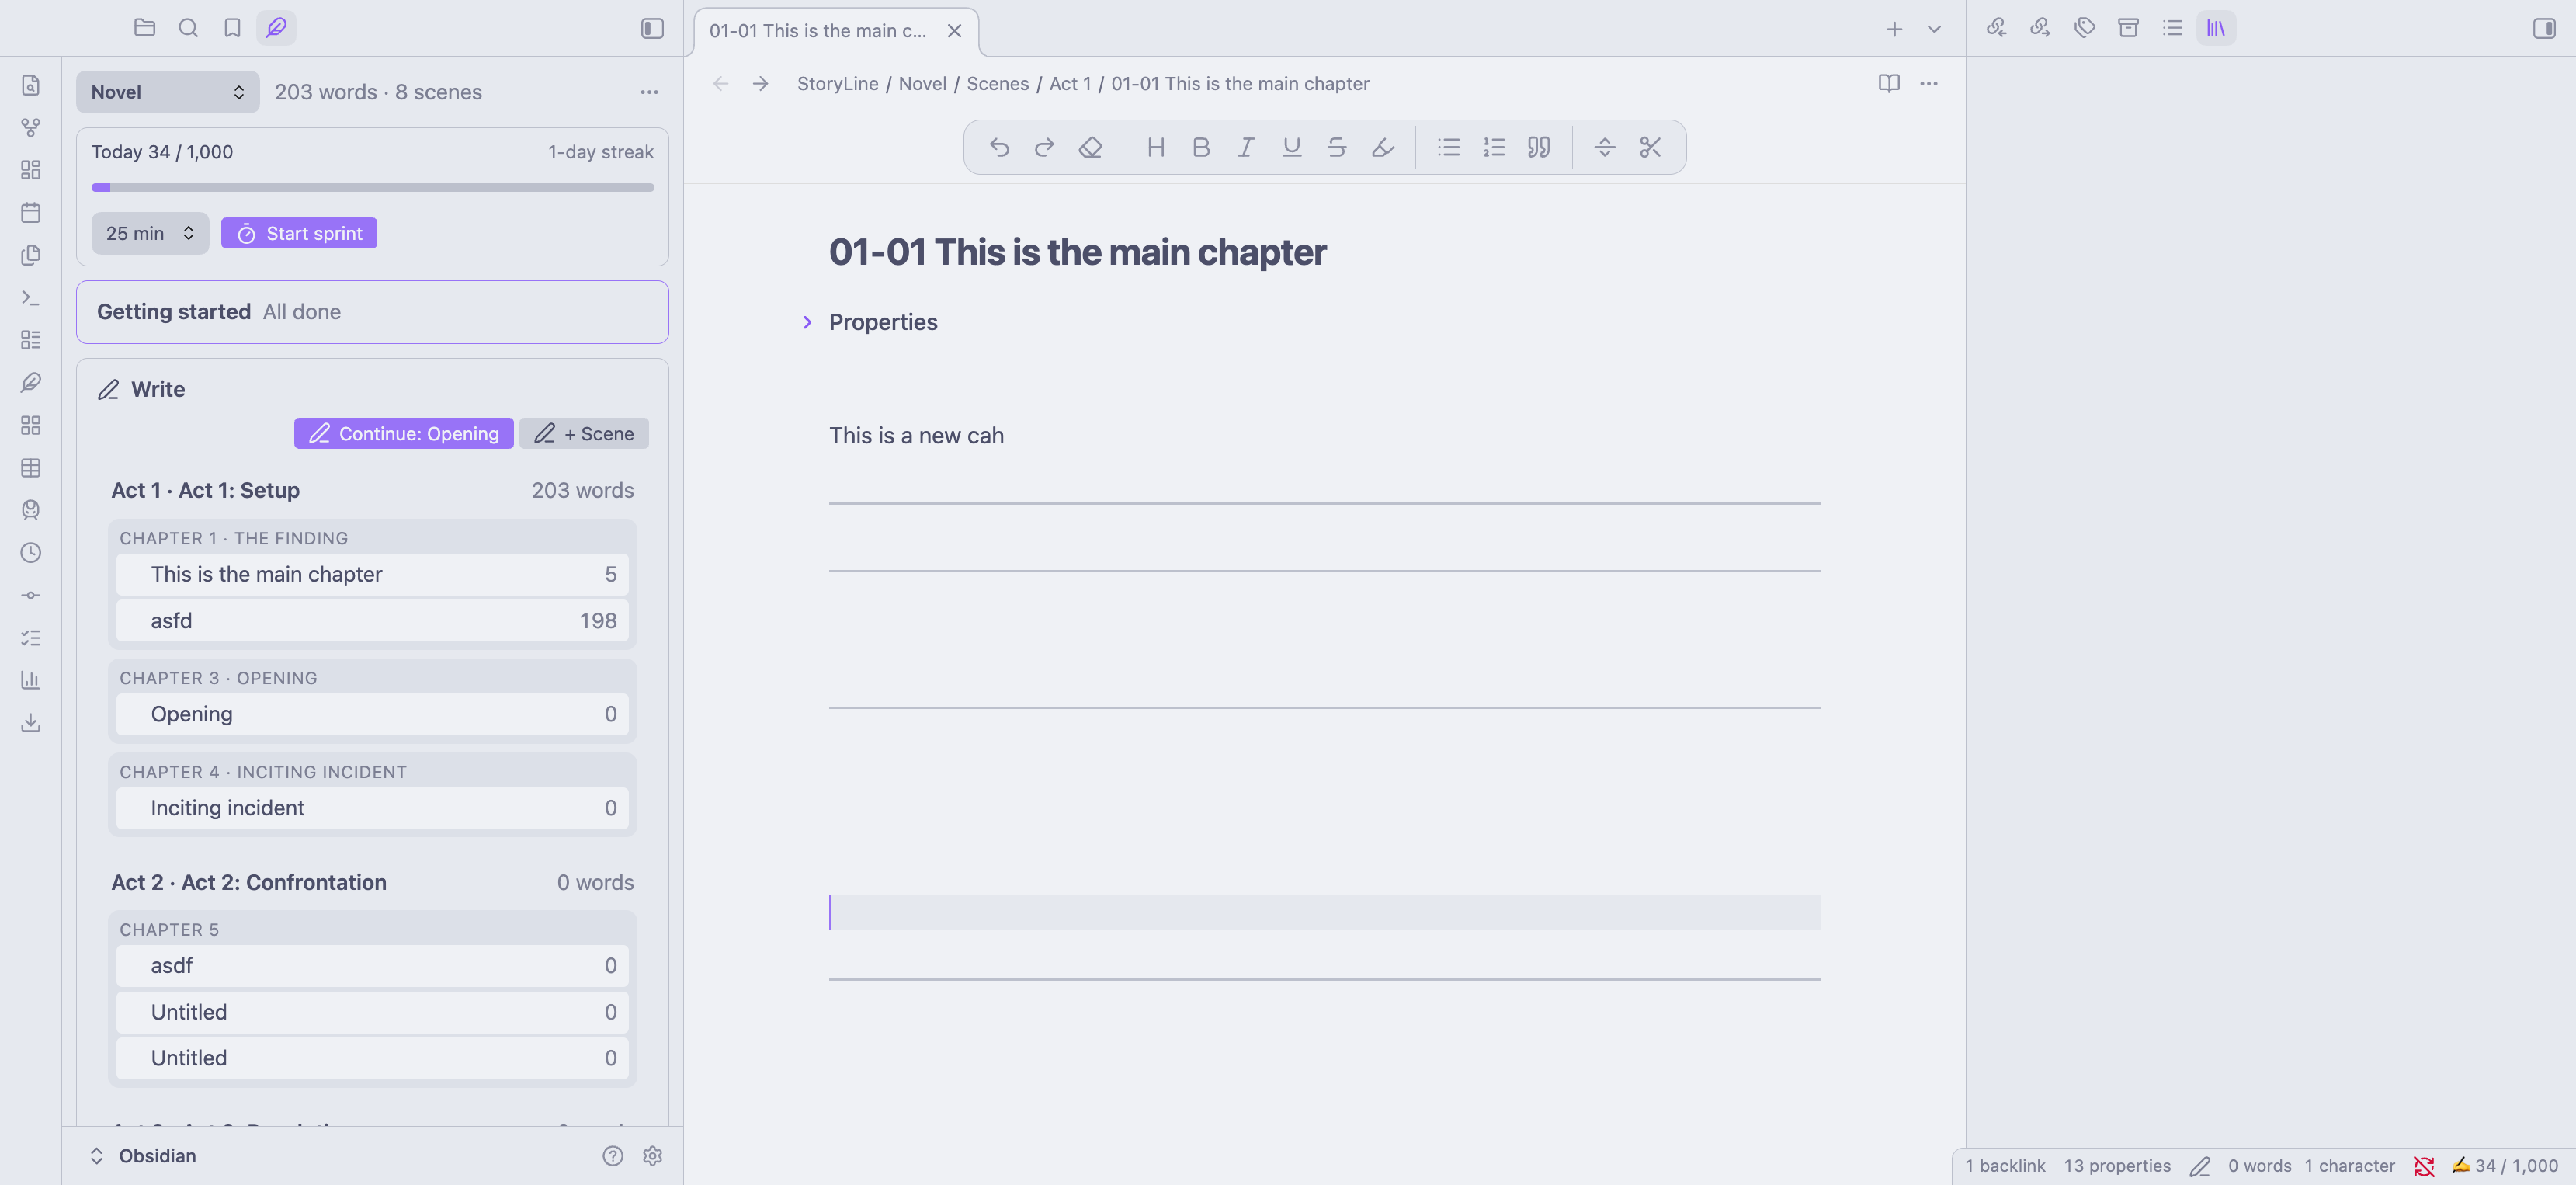 01-01 This is the main c...
Novel
203 words · 8 scenes
StoryLine / Novel / Scenes / Act 1 / 01-01 This is the main chapter
Today 34 / 1,000
1-day streak
25 min
Start sprint
Getting started All done
Write
Continue: Opening
+ Scene
Act 1 · Act 1: Setup
203 words
CHAPTER 1 · THE FINDING
This is the main chapter
5
asfd
198
CHAPTER 3 · OPENING
Opening
0
CHAPTER 4 · INCITING INCIDENT
Inciting incident
0
Act 2 · Act 2: Confrontation
0 words
CHAPTER 5
asdf
0
Untitled
0
Untitled
0
Obsidian
01-01 This is the main chapter
Properties
This is a new cah
1 backlink
13 properties
0 words 1 character
34 / 1,000